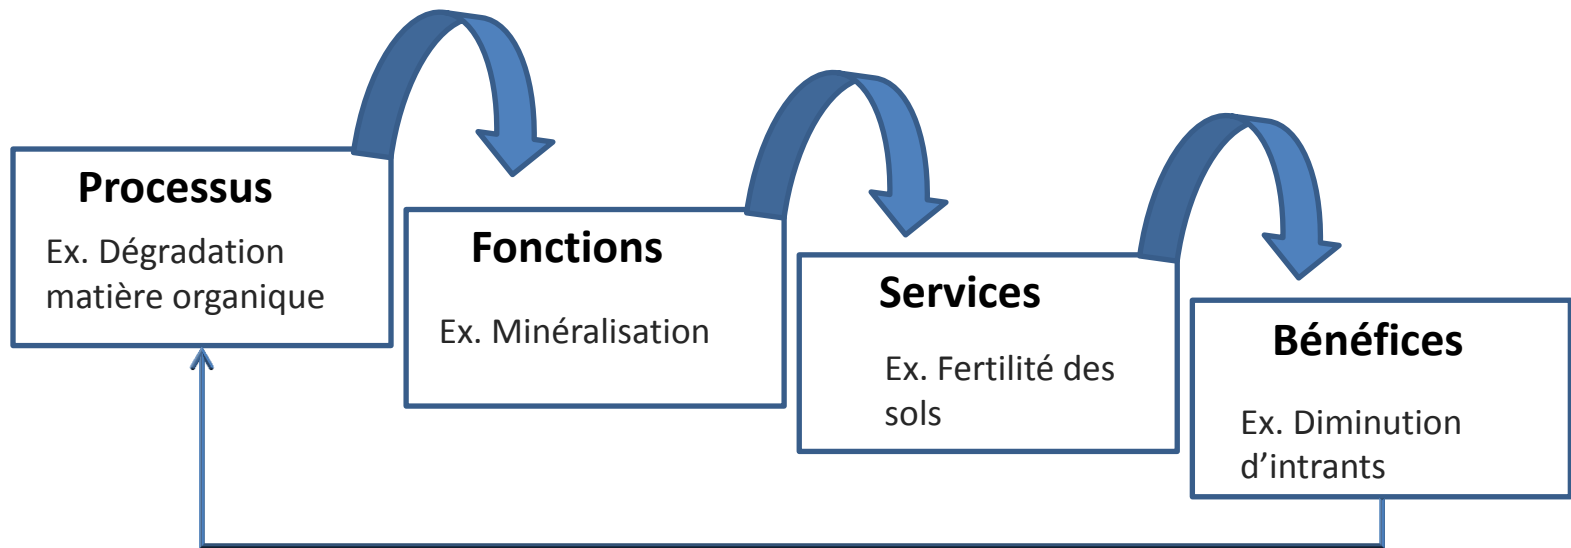 Processus
Ex. Dégradation
matière organique
Fonctions
Ex. Minéralisation
Services
Ex. Fertilité des
sols
Bénéfices
Ex. Diminution
d’intrants